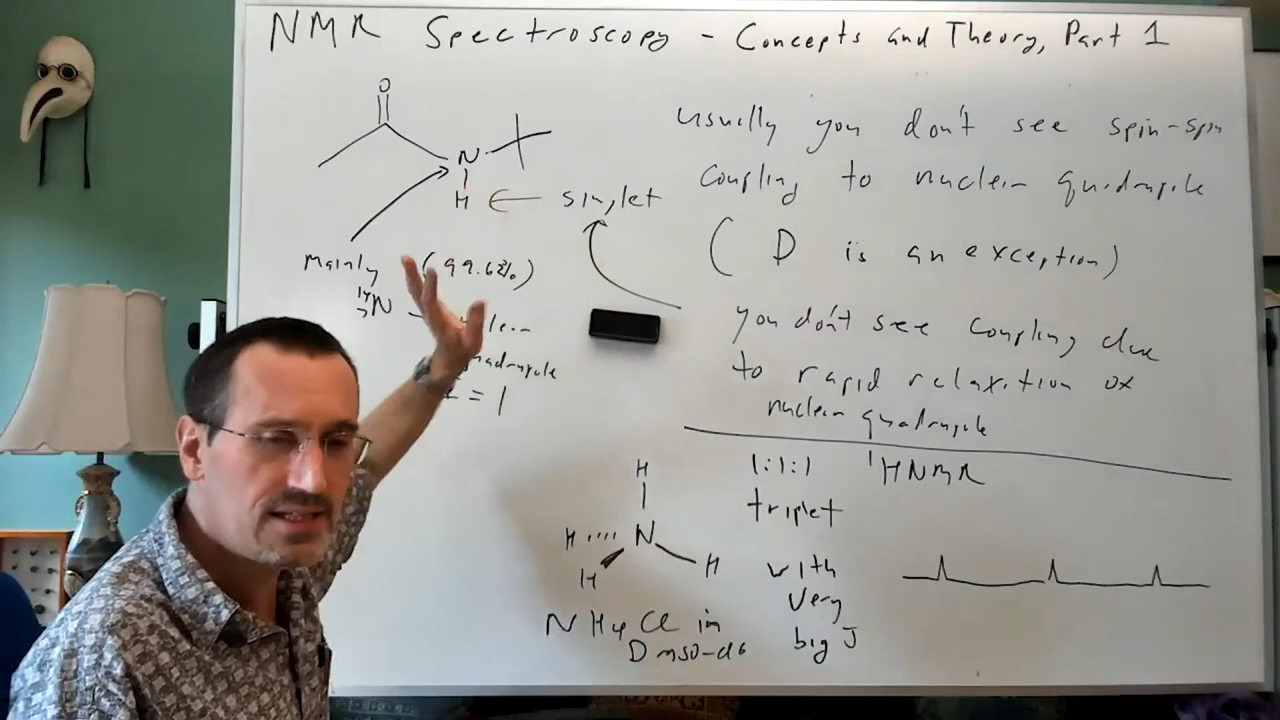 NMR Spectroscopy - Concepts and Theory, Part 1
O
N
H
singlet
Mainly (99.6%)
14 7 N
I = 1
usually you don't see spin-spin
coupling to nuclear quadrupole
( D is an exception)
you don't see coupling due
to rapid relaxation of
nuclear quadrupole
H
H N H
H
NH4Cl in
DMSO-d6
1:1:1
triplet
with
very
big J
1H NMR